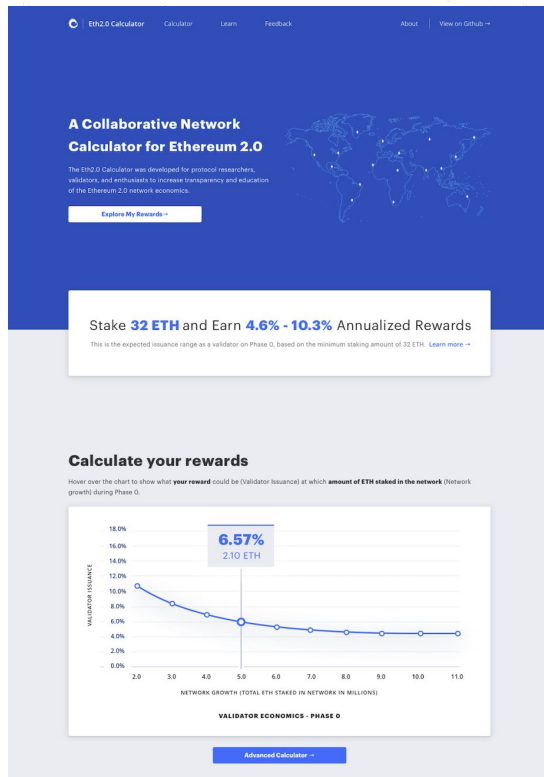 Eth2.0 Calculator Calculator Learn Feedback About View on Github →
A Collaborative Network
Calculator for Ethereum 2.0
The Eth2.0 Calculator was developed for protocol researchers,
validators, and enthusiasts to increase transparency and education
of the Ethereum 2.0 network economics.
Explore My Rewards →
Stake 32 ETH and Earn 4.6% - 10.3% Annualized Rewards
This is the expected issuance range as a validator on Phase 0, based on the minimum staking amount of 32 ETH. Learn more →
Calculate your rewards
Hover over the chart to show what your reward could be (Validator Issuance) at which amount of ETH staked in the network (Network
growth) during Phase 0.
18.0%
16.0%
14.0%
12.0%
10.0%
8.0%
6.0%
4.0%
2.0%
0.0%
VALIDATOR ISSUANCE
6.57%
2.10 ETH
2.0 3.0 4.0 5.0 6.0 7.0 8.0 9.0 10.0 11.0
NETWORK GROWTH (TOTAL ETH STAKED IN NETWORK IN MILLIONS)
VALIDATOR ECONOMICS - PHASE 0
Advanced Calculator →